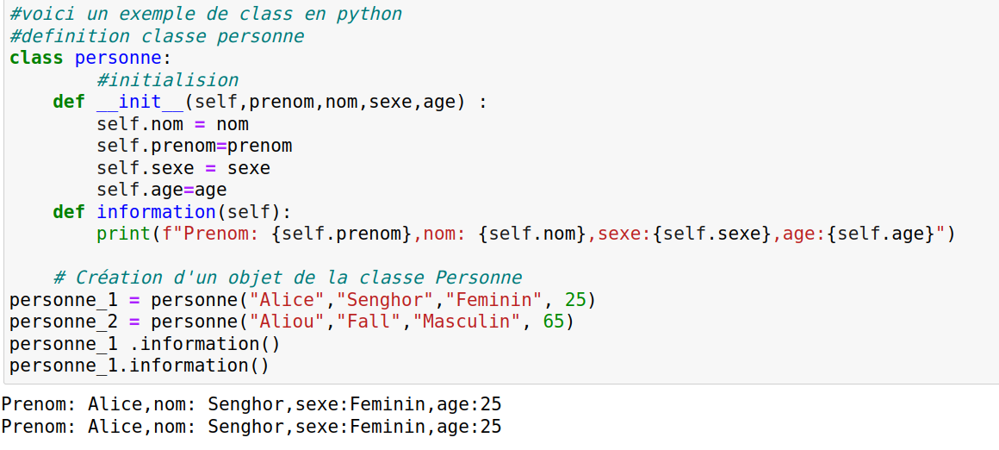 #voici un exemple de class en python
#definition classe personne
class personne:
        #initialision
    def __init__(self,prenom,nom,sexe,age) :
        self.nom = nom
        self.prenom=prenom
        self.sexe = sexe
        self.age=age
    def information(self):
        print(f"Prenom: {self.prenom},nom: {self.nom},sexe:{self.sexe},age:{self.age}")
    # Création d'un objet de la classe Personne
personne_1 = personne("Alice","Senghor","Feminin", 25)
personne_2 = personne("Aliou","Fall","Masculin", 65)
personne_1 .information()
personne_1.information()
Prenom: Alice,nom: Senghor,sexe:Feminin,age:25
Prenom: Alice,nom: Senghor,sexe:Feminin,age:25